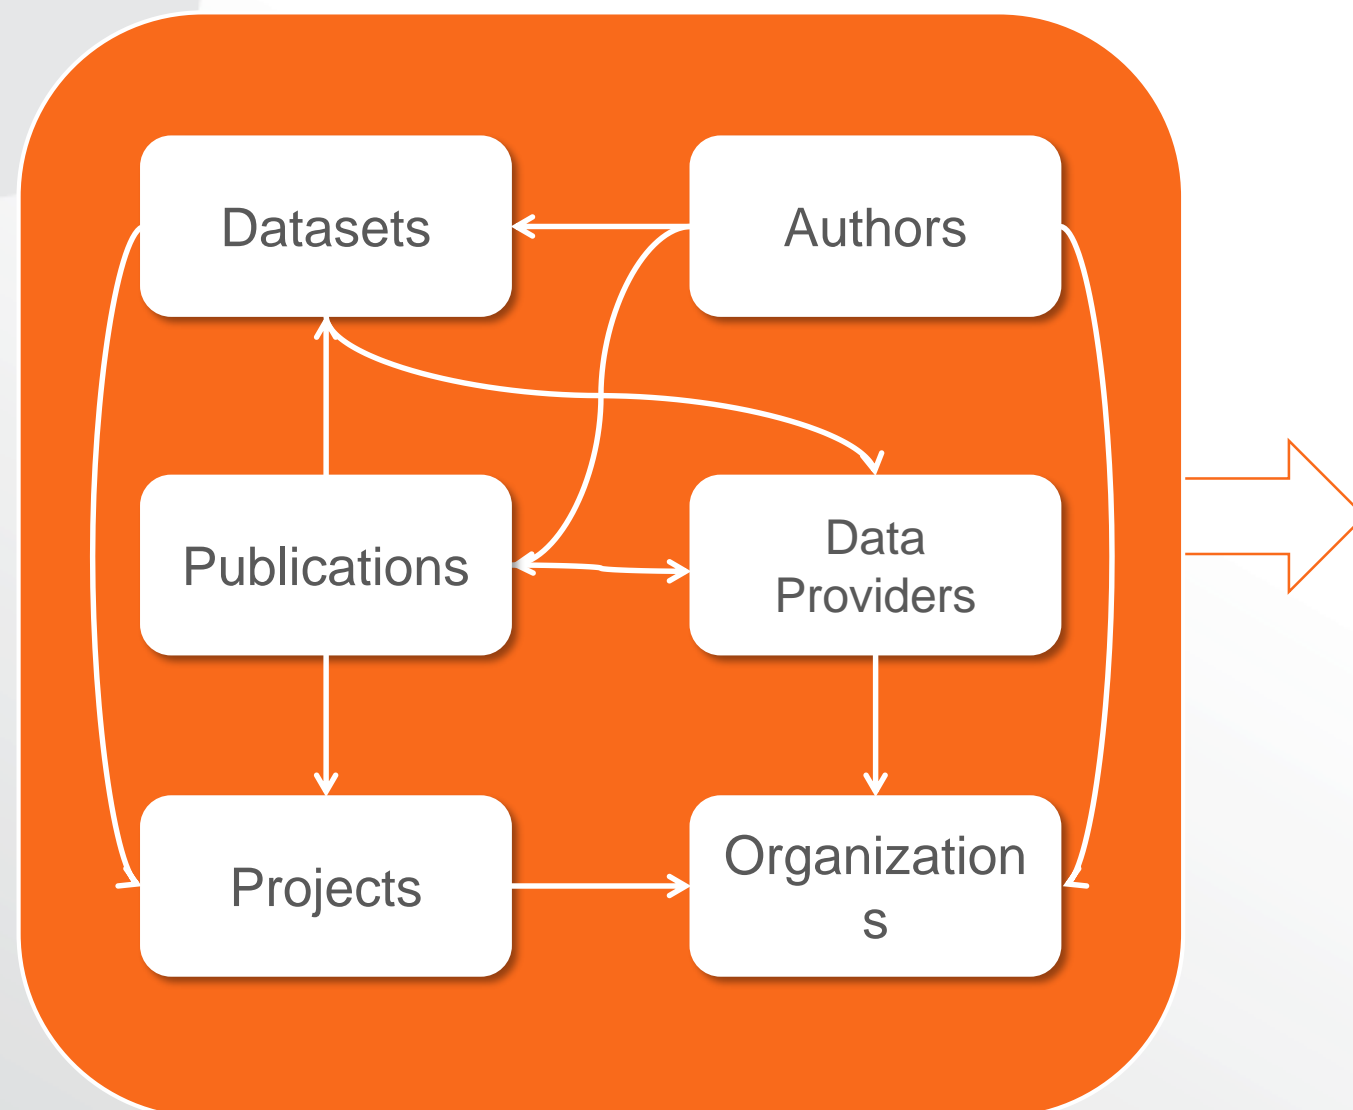 Datasets
Authors
Publications
Data
Providers
Projects
Organization
s